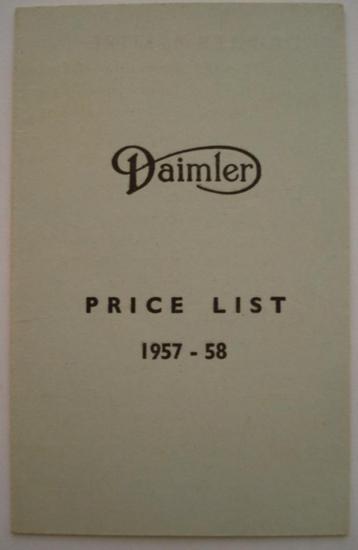 Daimler
PRICE LIST
1957 - 58